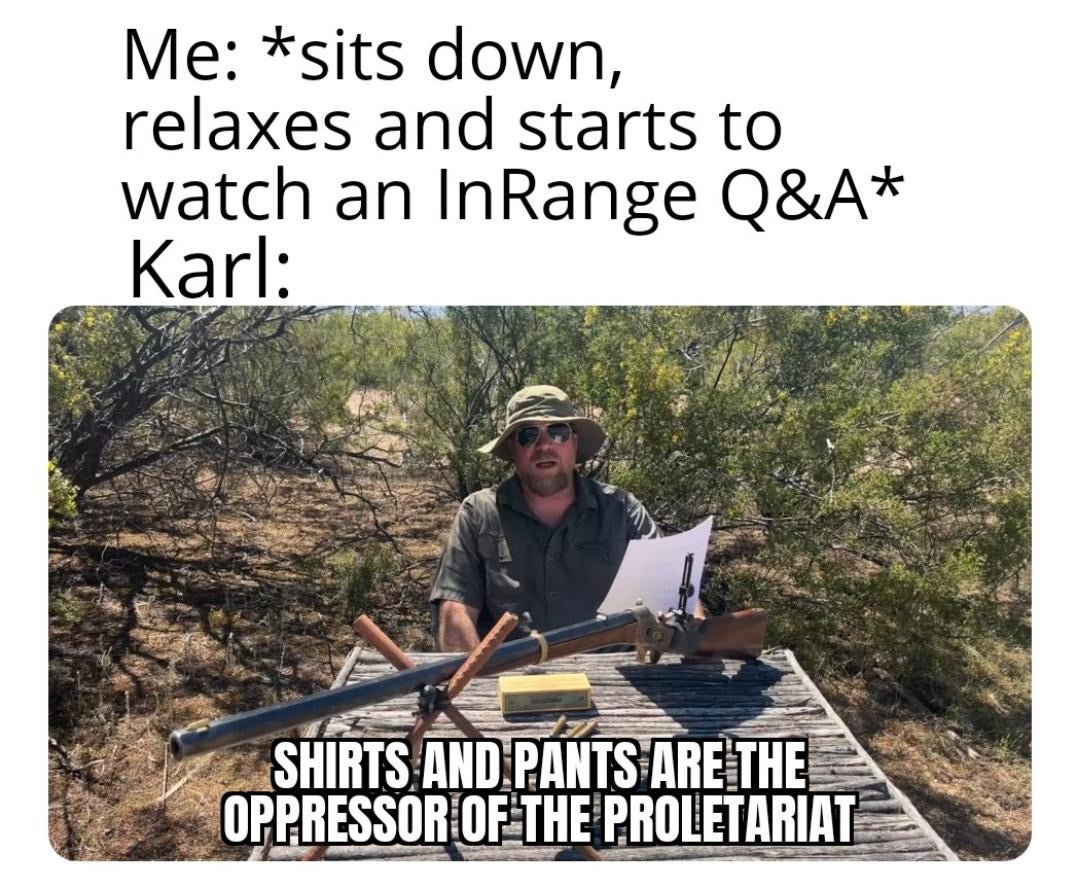 Me: *sits down,
relaxes and starts to
watch an InRange Q&A*
Karl:
SHIRTS AND PANTS ARE THE
OPPRESSOR OF THE PROLETARIAT